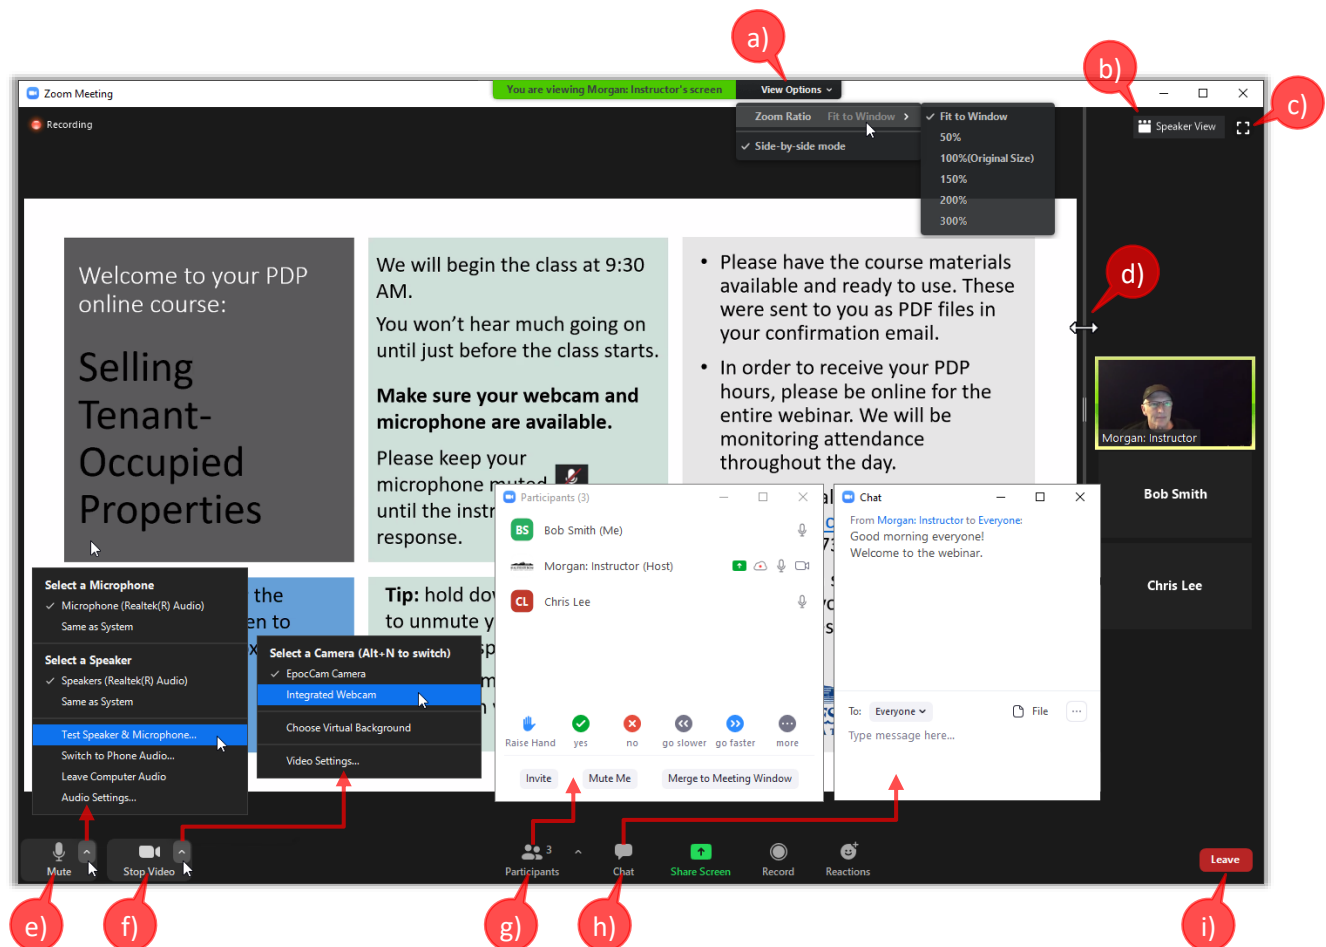 a)
b)
c)
Zoom Meeting
You are viewing Morgan: Instructor's screen
View Options
Recording
Zoom Ratio Fit to Window
Side-by-side mode
Fit to Window
50%
100%(Original Size)
150%
200%
300%
Speaker View
Welcome to your PDP
online course:
Selling
Tenant-
Occupied
Properties
We will begin the class at 9:30
AM.
You won't hear much going on
until just before the class starts.
Make sure your webcam and
microphone are available.
Please keep your
microphone muted
until the instr
response.
• Please have the course materials
available and ready to use. These
were sent to you as PDF files in
your confirmation email.
• In order to receive your PDP
hours, please be online for the
entire webinar. We will be
monitoring attendance
throughout the day.
d)
Morgan: Instructor
Bob Smith
Chris Lee
the
en to
Tip: hold dov
to unmute y
Select a Microphone
Microphone (Realtek(R) Audio)
Same as System
Select a Speaker
Speakers (Realtek(R) Audio)
Same as System
Test Speaker & Microphone...
Switch to Phone Audio...
Leave Computer Audio
Audio Settings...
Select a Camera (Alt+N to switch)
EpocCam Camera
Integrated Webcam
Choose Virtual Background
Video Settings...
Participants (3)
BS Bob Smith (Me)
Morgan: Instructor (Host)
CL Chris Lee
Raise Hand yes no go slower go faster more
Invite Mute Me Merge to Meeting Window
Chat
From Morgan: Instructor to Everyone:
Good morning everyone!
Welcome to the webinar.
To: Everyone File
Type message here...
Mute
Stop Video
3
Participants
Chat
Share Screen
Record
Reactions
Leave
e)
f)
g)
h)
i)